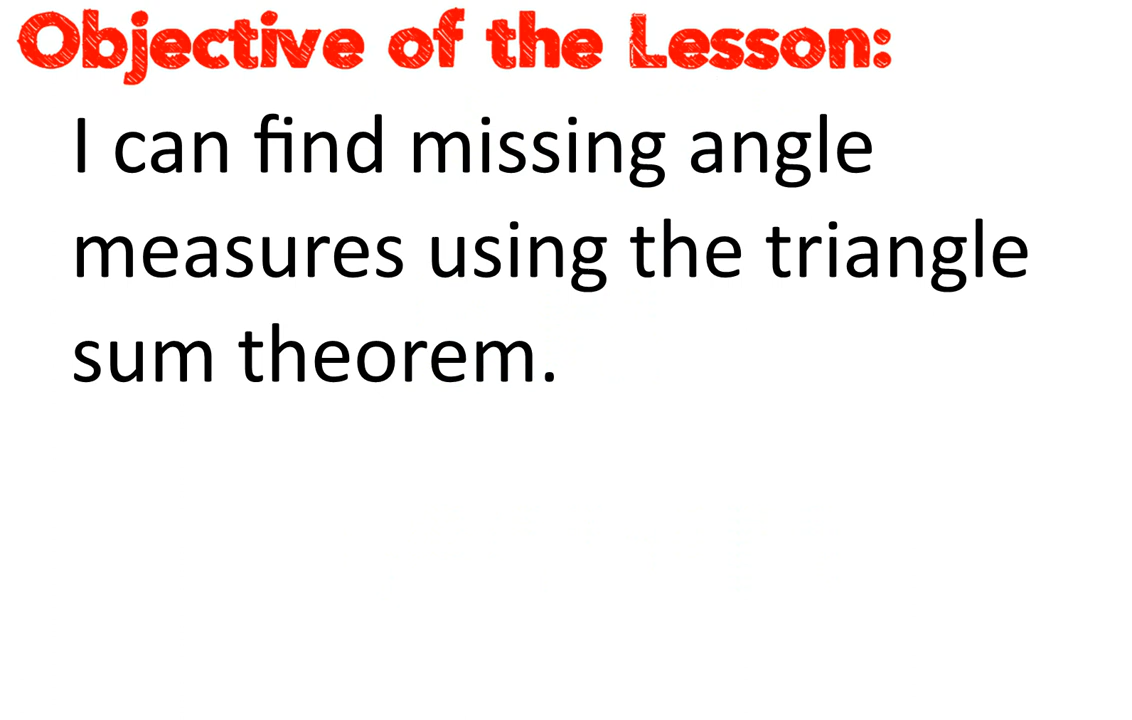 Objective of the Lesson:
I can find missing angle
measures using the triangle
sum theorem.